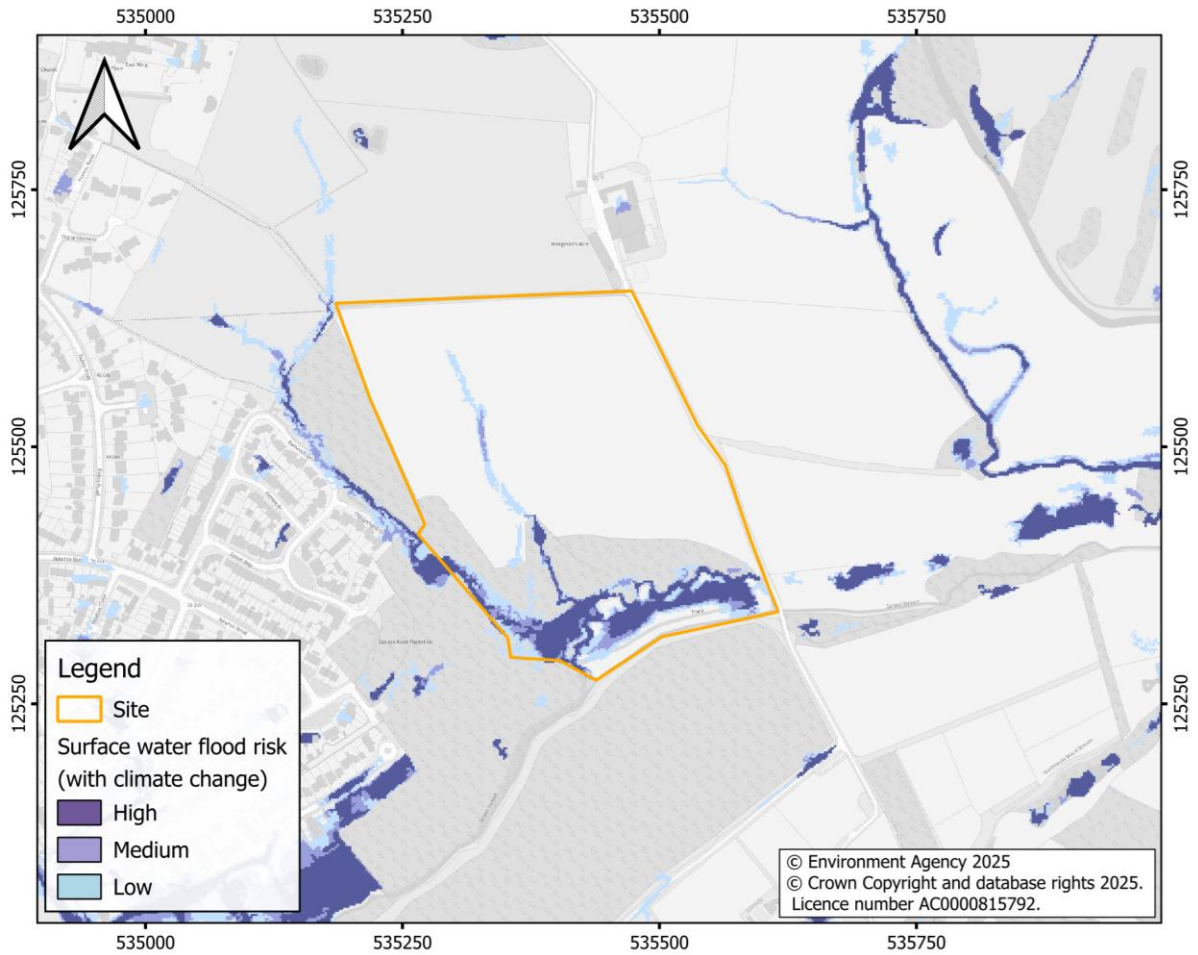 535000 535250 535500 535750
125750 125750
125500 125500
125250 125250
Track
Legend
Site
Surface water flood risk
(with climate change)
High
Medium
Low
© Environment Agency 2025
© Crown Copyright and database rights 2025.
Licence number AC0000815792.
535000 535250 535500 535750